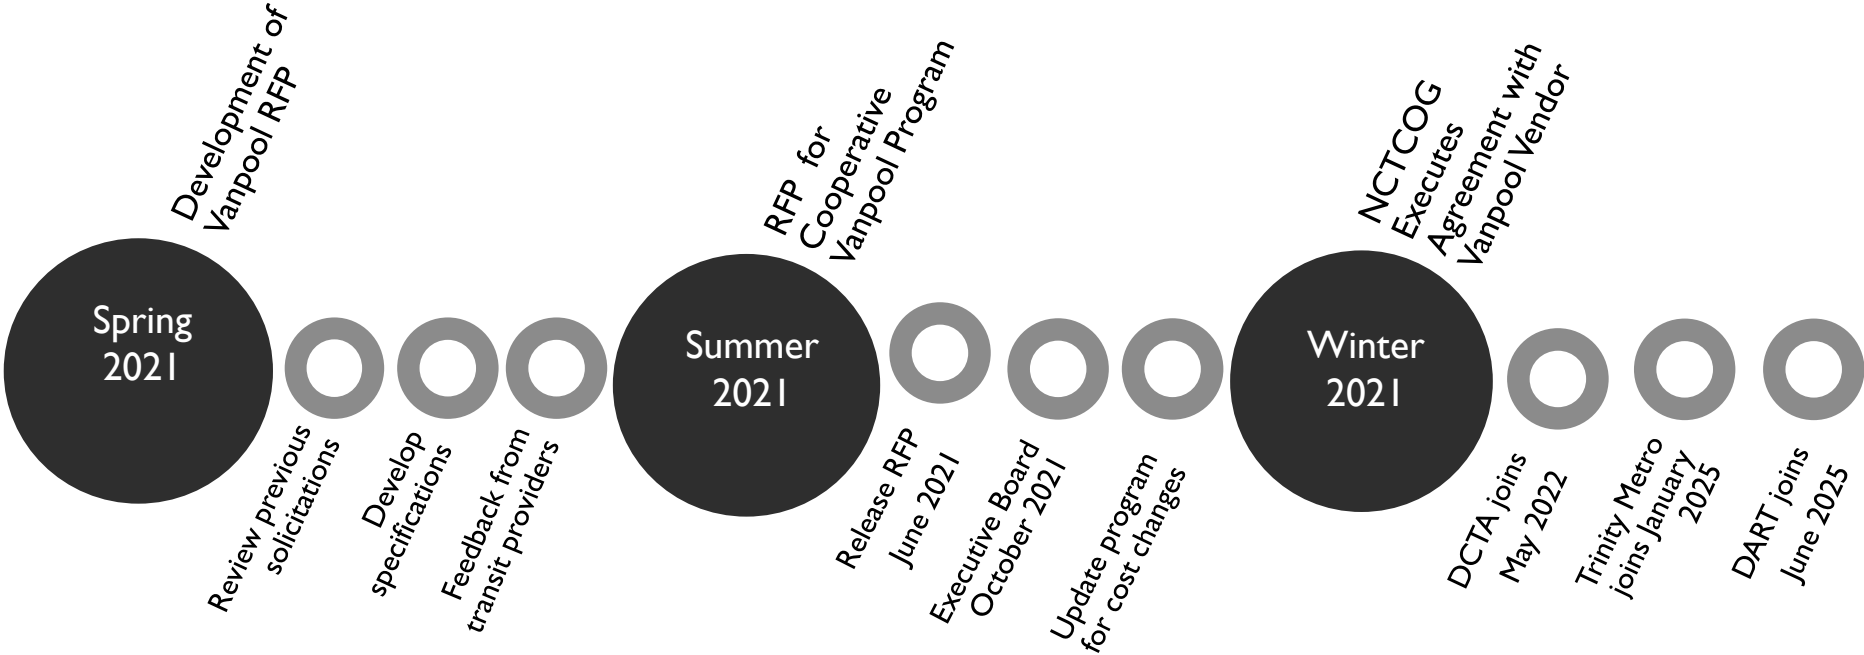 Development of
Vanpool RFP
Spring
2021
Review previous
solicitations
Develop
specifications
Feedback from
transit providers
RFP for
Cooperative
Vanpool Program
Summer
2021
Release RFP
June 2021
Executive Board
October 2021
Update program
for cost changes
NCTCOG
Executes
Agreement with
Vanpool Vendor
Winter
2021
DCTA joins
May 2022
Trinity Metro
joins January
2025
DART joins
June 2025